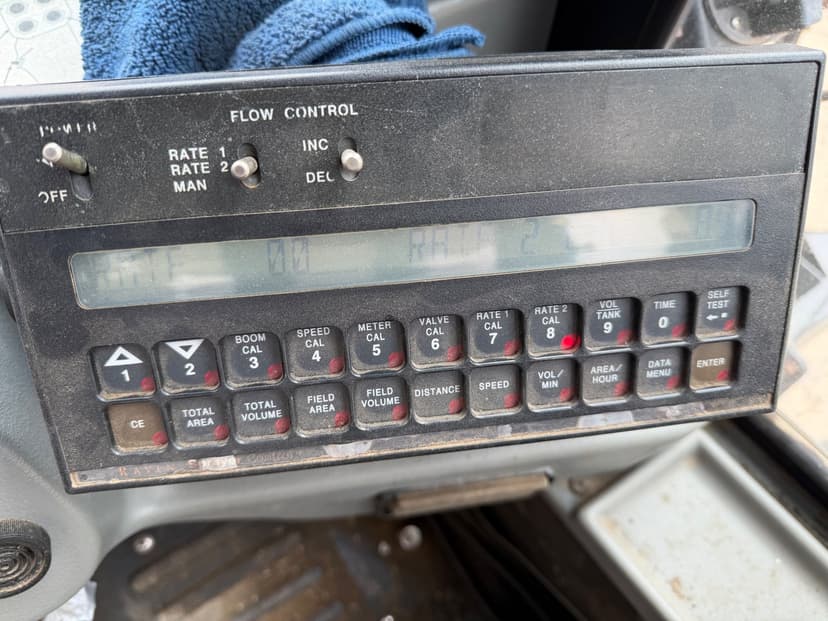 POWER
OFF
FLOW CONTROL
RATE 1
RATE 2
MAN
INC
DEC
RATE 00 RATE 2
1
2
BOOM CAL 3
SPEED CAL 4
METER CAL 5
VALVE CAL 6
RATE 1 CAL 7
RATE 2 CAL 8
VOL TANK 9
TIME 0
SELF TEST
CE
TOTAL AREA
TOTAL VOLUME
FIELD AREA
FIELD VOLUME
DISTANCE
SPEED
VOL/ MIN
AREA/ HOUR
DATA MENU
ENTER